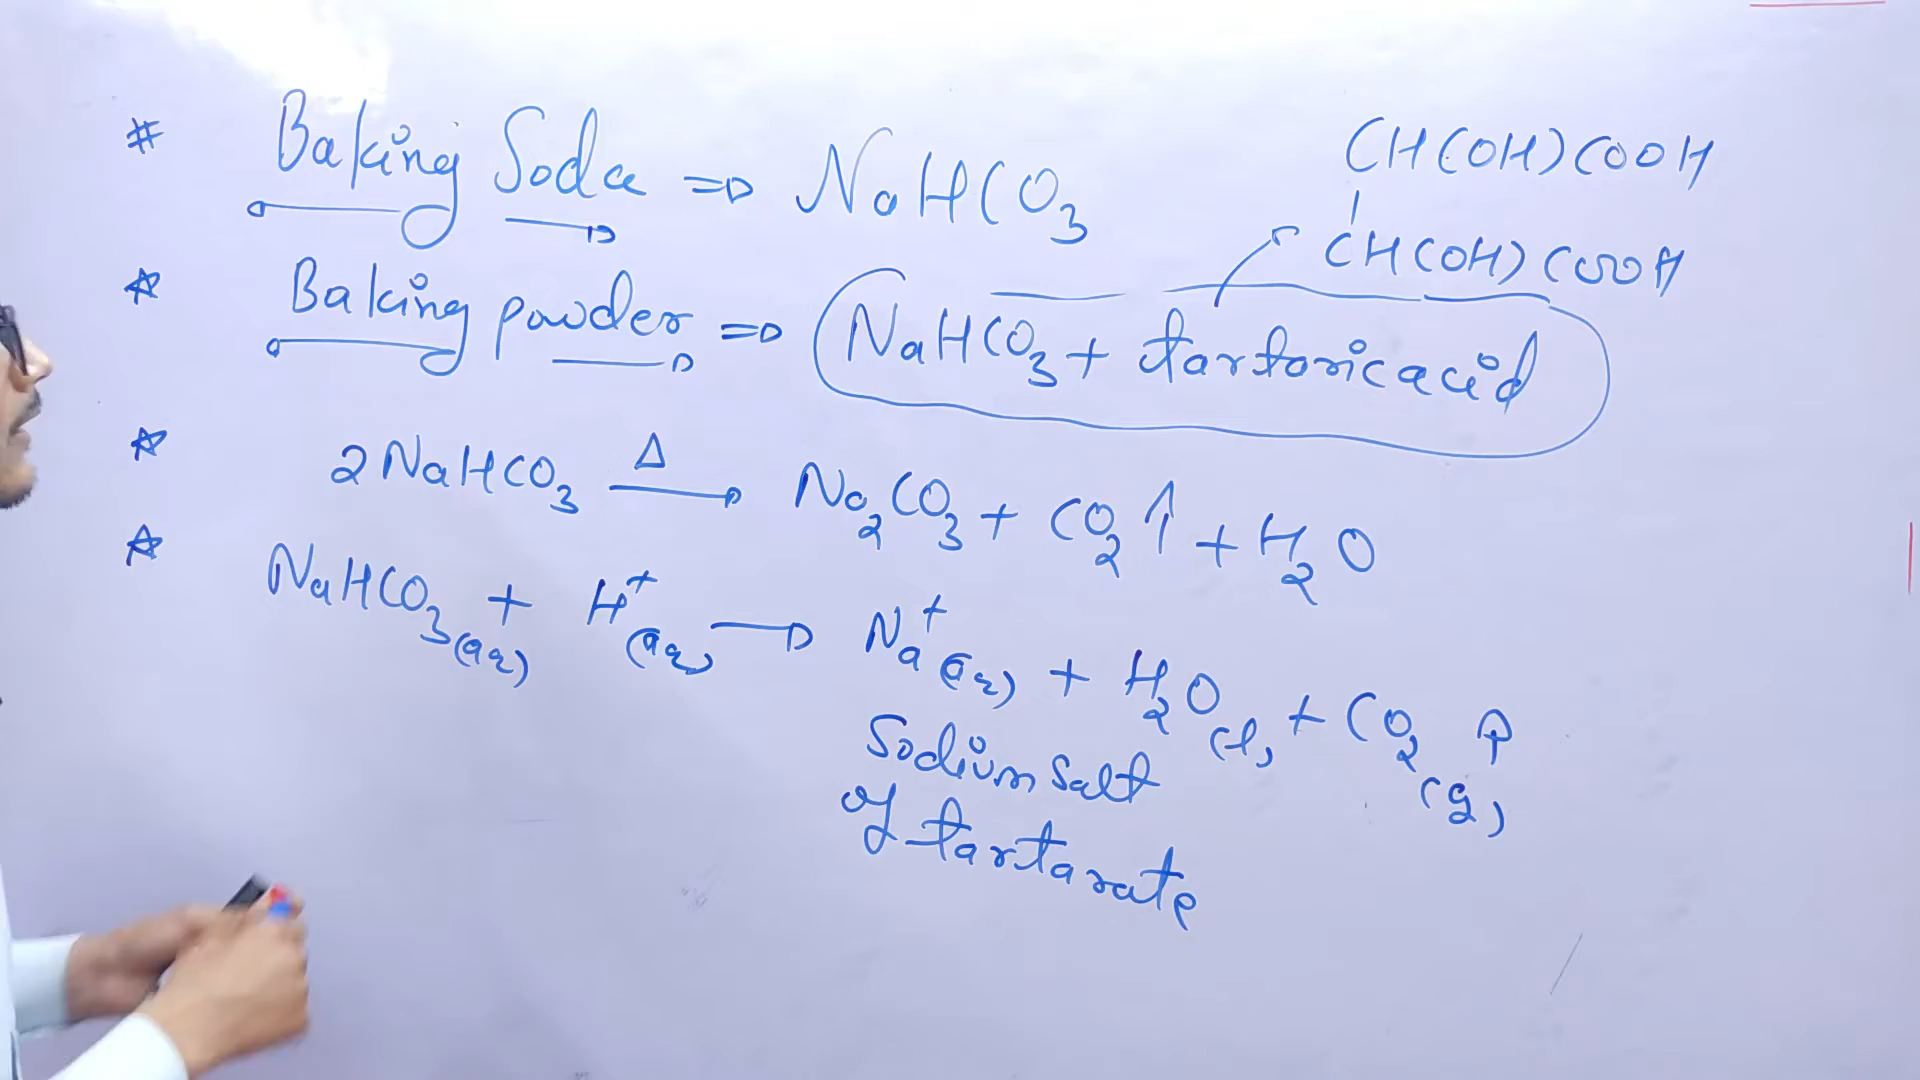 # Baking Soda ⇒ NaHCO₃
CH(OH)COOH
|
CH(OH)COOH
☆ Baking powder ⇒ NaHCO₃ + tartaric acid
☆ 2NaHCO₃ —Δ→ Na₂CO₃ + CO₂↑ + H₂O
☆ NaHCO₃(aq) + H⁺(aq) → Na⁺(aq) + H₂O(l) + CO₂(g)↑
Sodium salt
of tartarate